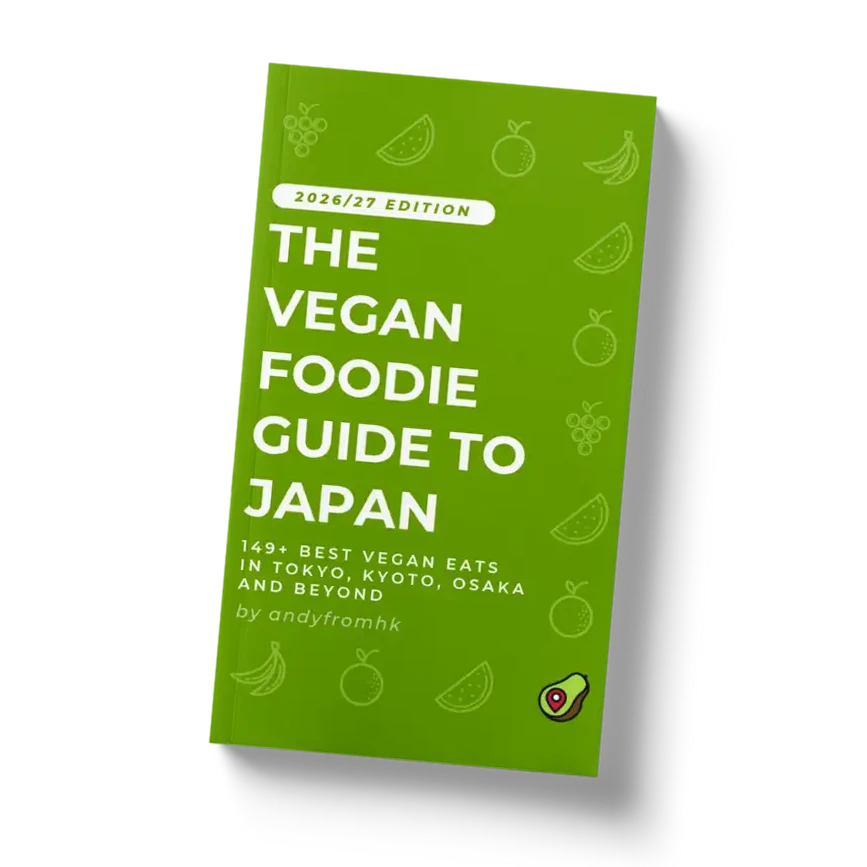 2026/27 EDITION
THE
VEGAN
FOODIE
GUIDE TO
JAPAN
149+ BEST VEGAN EATS
IN TOKYO, KYOTO, OSAKA
AND BEYOND
by andyfromhk